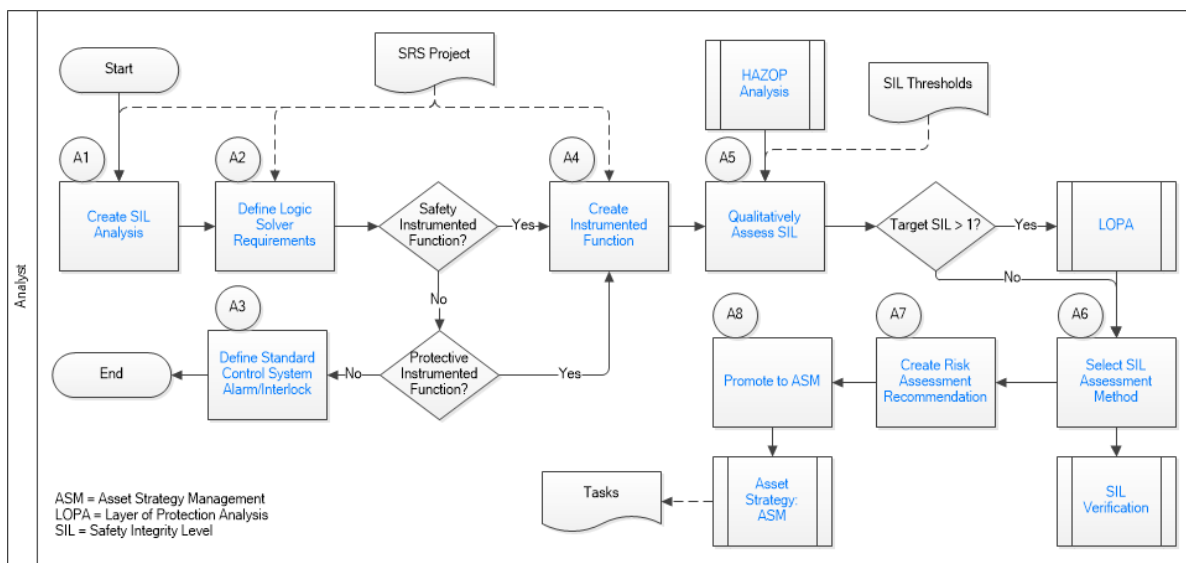 Start
SRS Project
HAZOP
Analysis
SIL Thresholds
A1
A2
A4
A5
Create SIL
Analysis
Define Logic
Solver
Requirements
Safety
Instrumented
Function?
Yes
Create
Instrumented
Function
Qualitatively
Assess SIL
Target SIL > 1?
Yes
LOPA
No
No
A3
A8
A7
A6
End
Define Standard
Control System
Alarm/Interlock
No
Protective
Instrumented
Function?
Yes
Promote to ASM
Create Risk
Assessment
Recommendation
Select SIL
Assessment
Method
Tasks
Asset
Strategy:
ASM
SIL
Verification
ASM = Asset Strategy Management
LOPA = Layer of Protection Analysis
SIL = Safety Integrity Level
Analyst